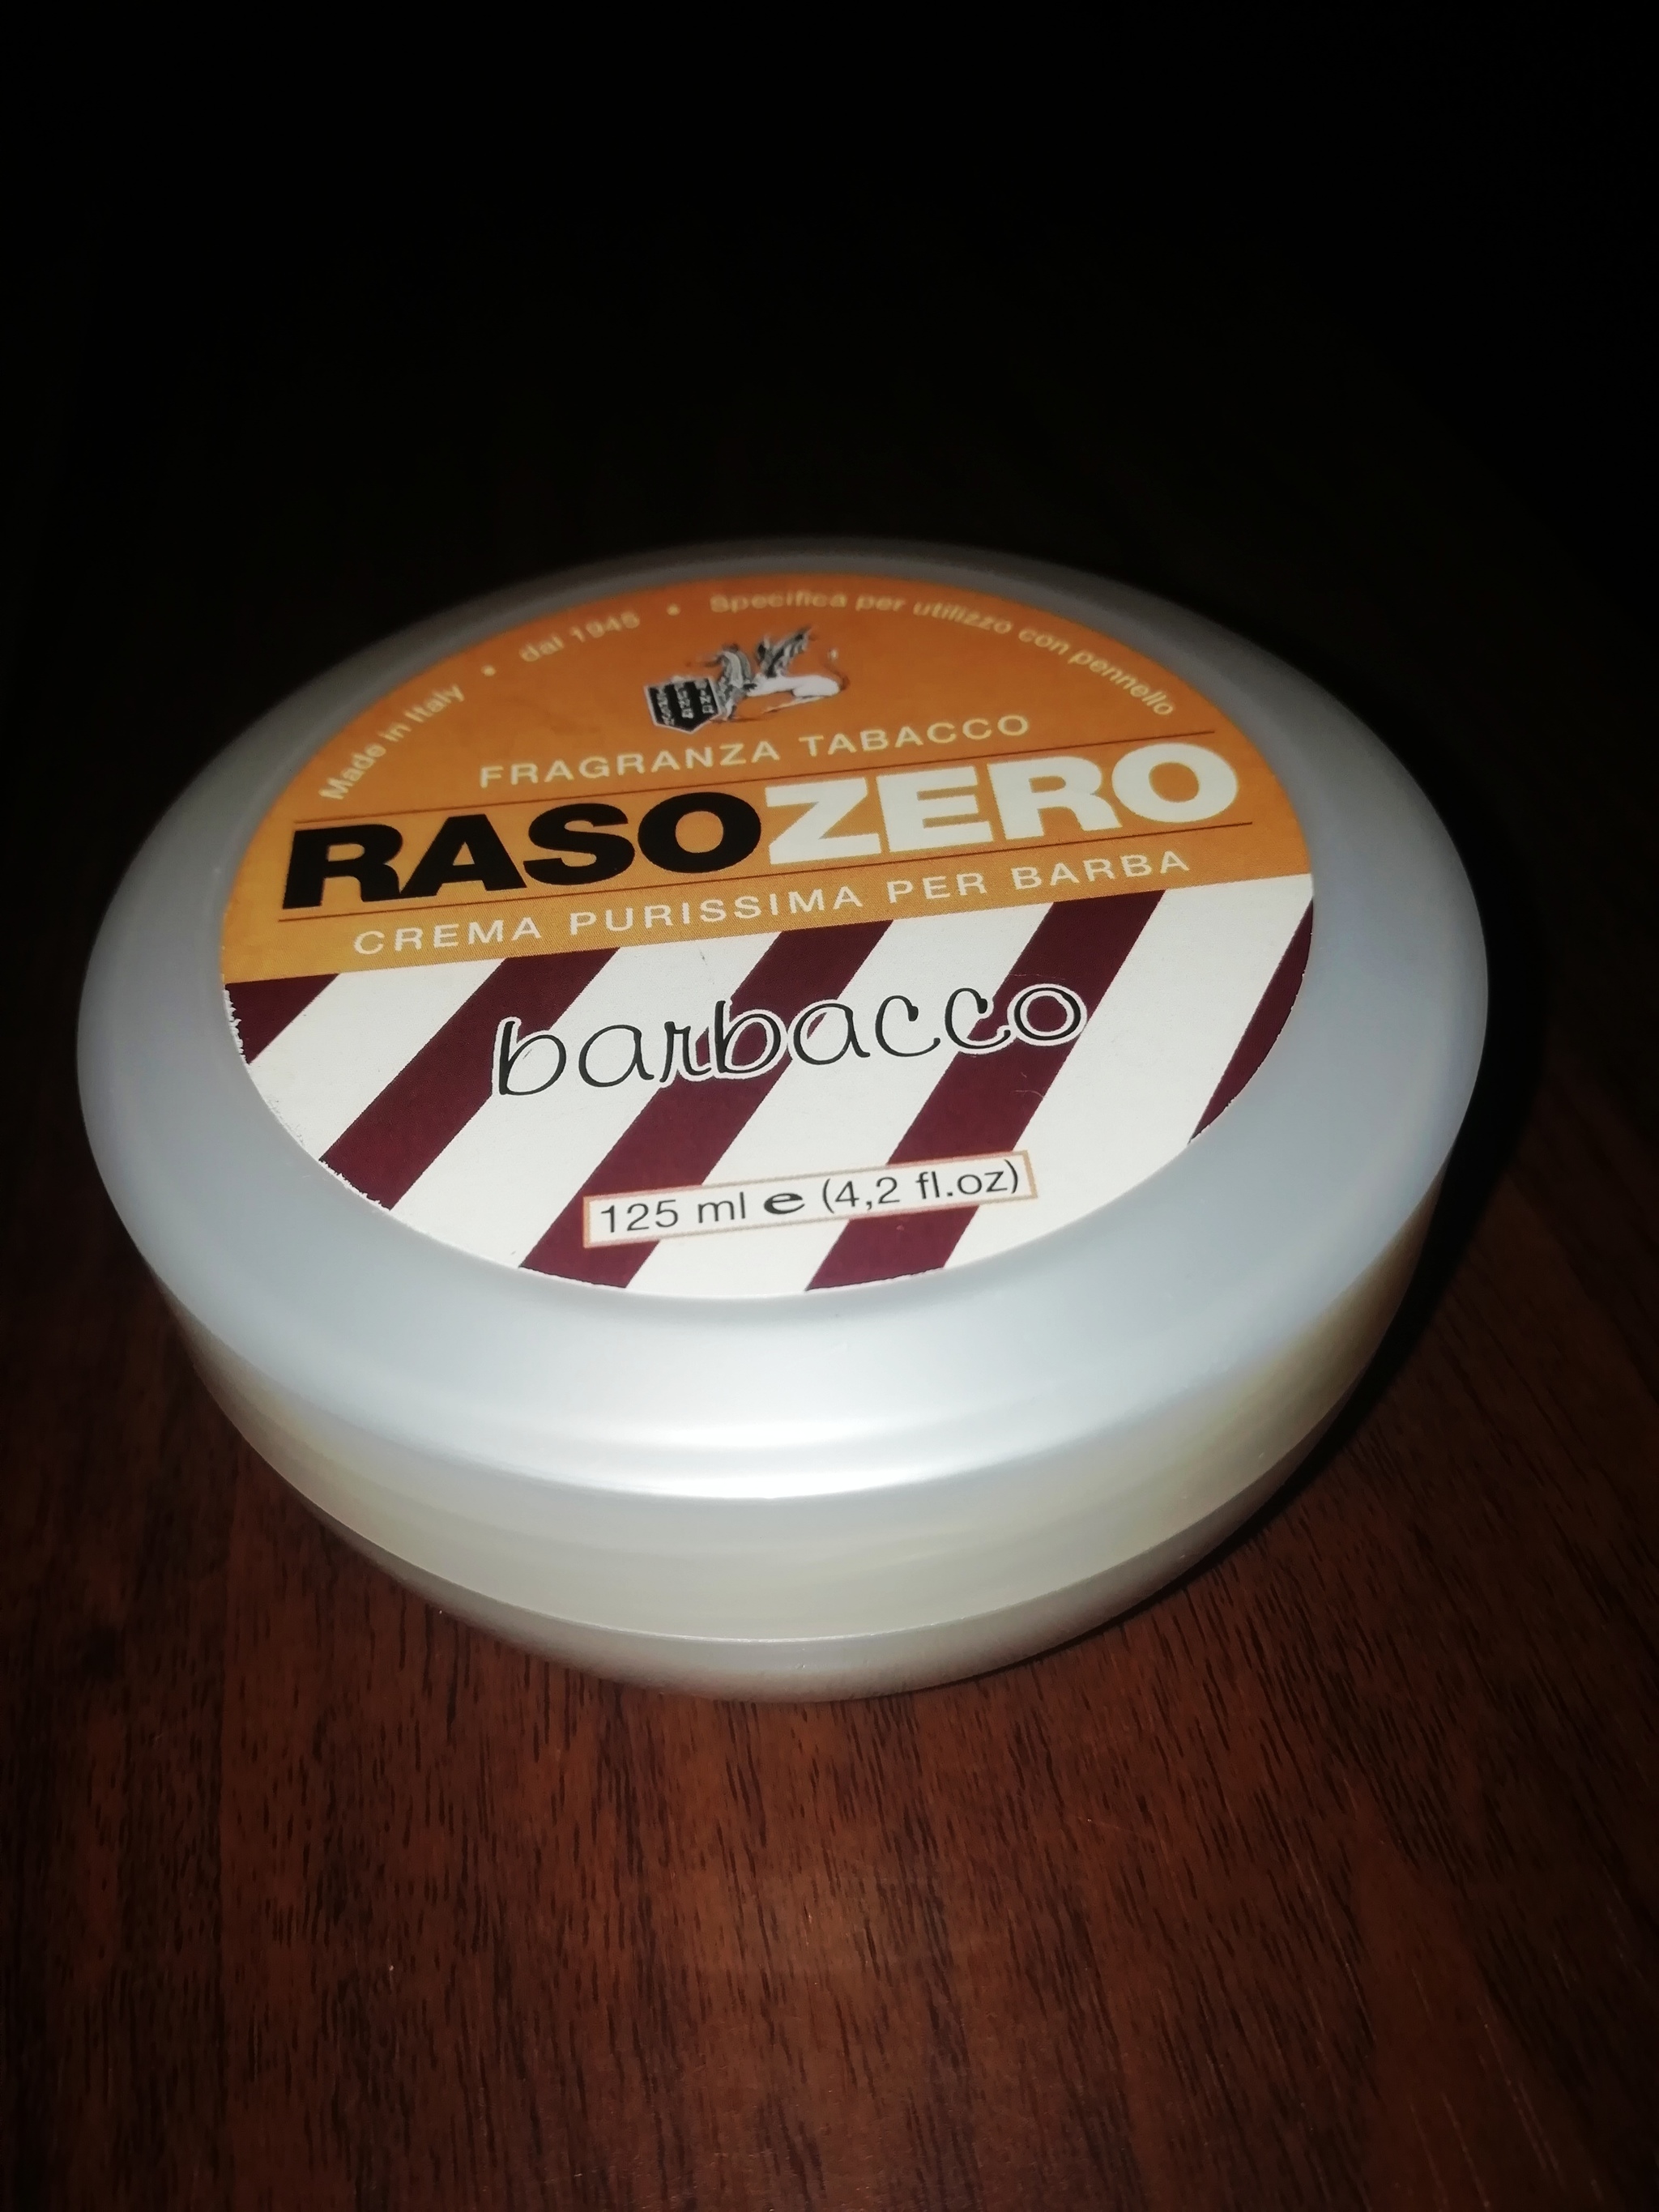 Made in Italy • dal 1945 • Specifica per utilizzo con pennello
FRAGRANZA TABACCO
RASOZERO
CREMA PURISSIMA PER BARBA
barbacco
125 ml e (4,2 fl.oz)